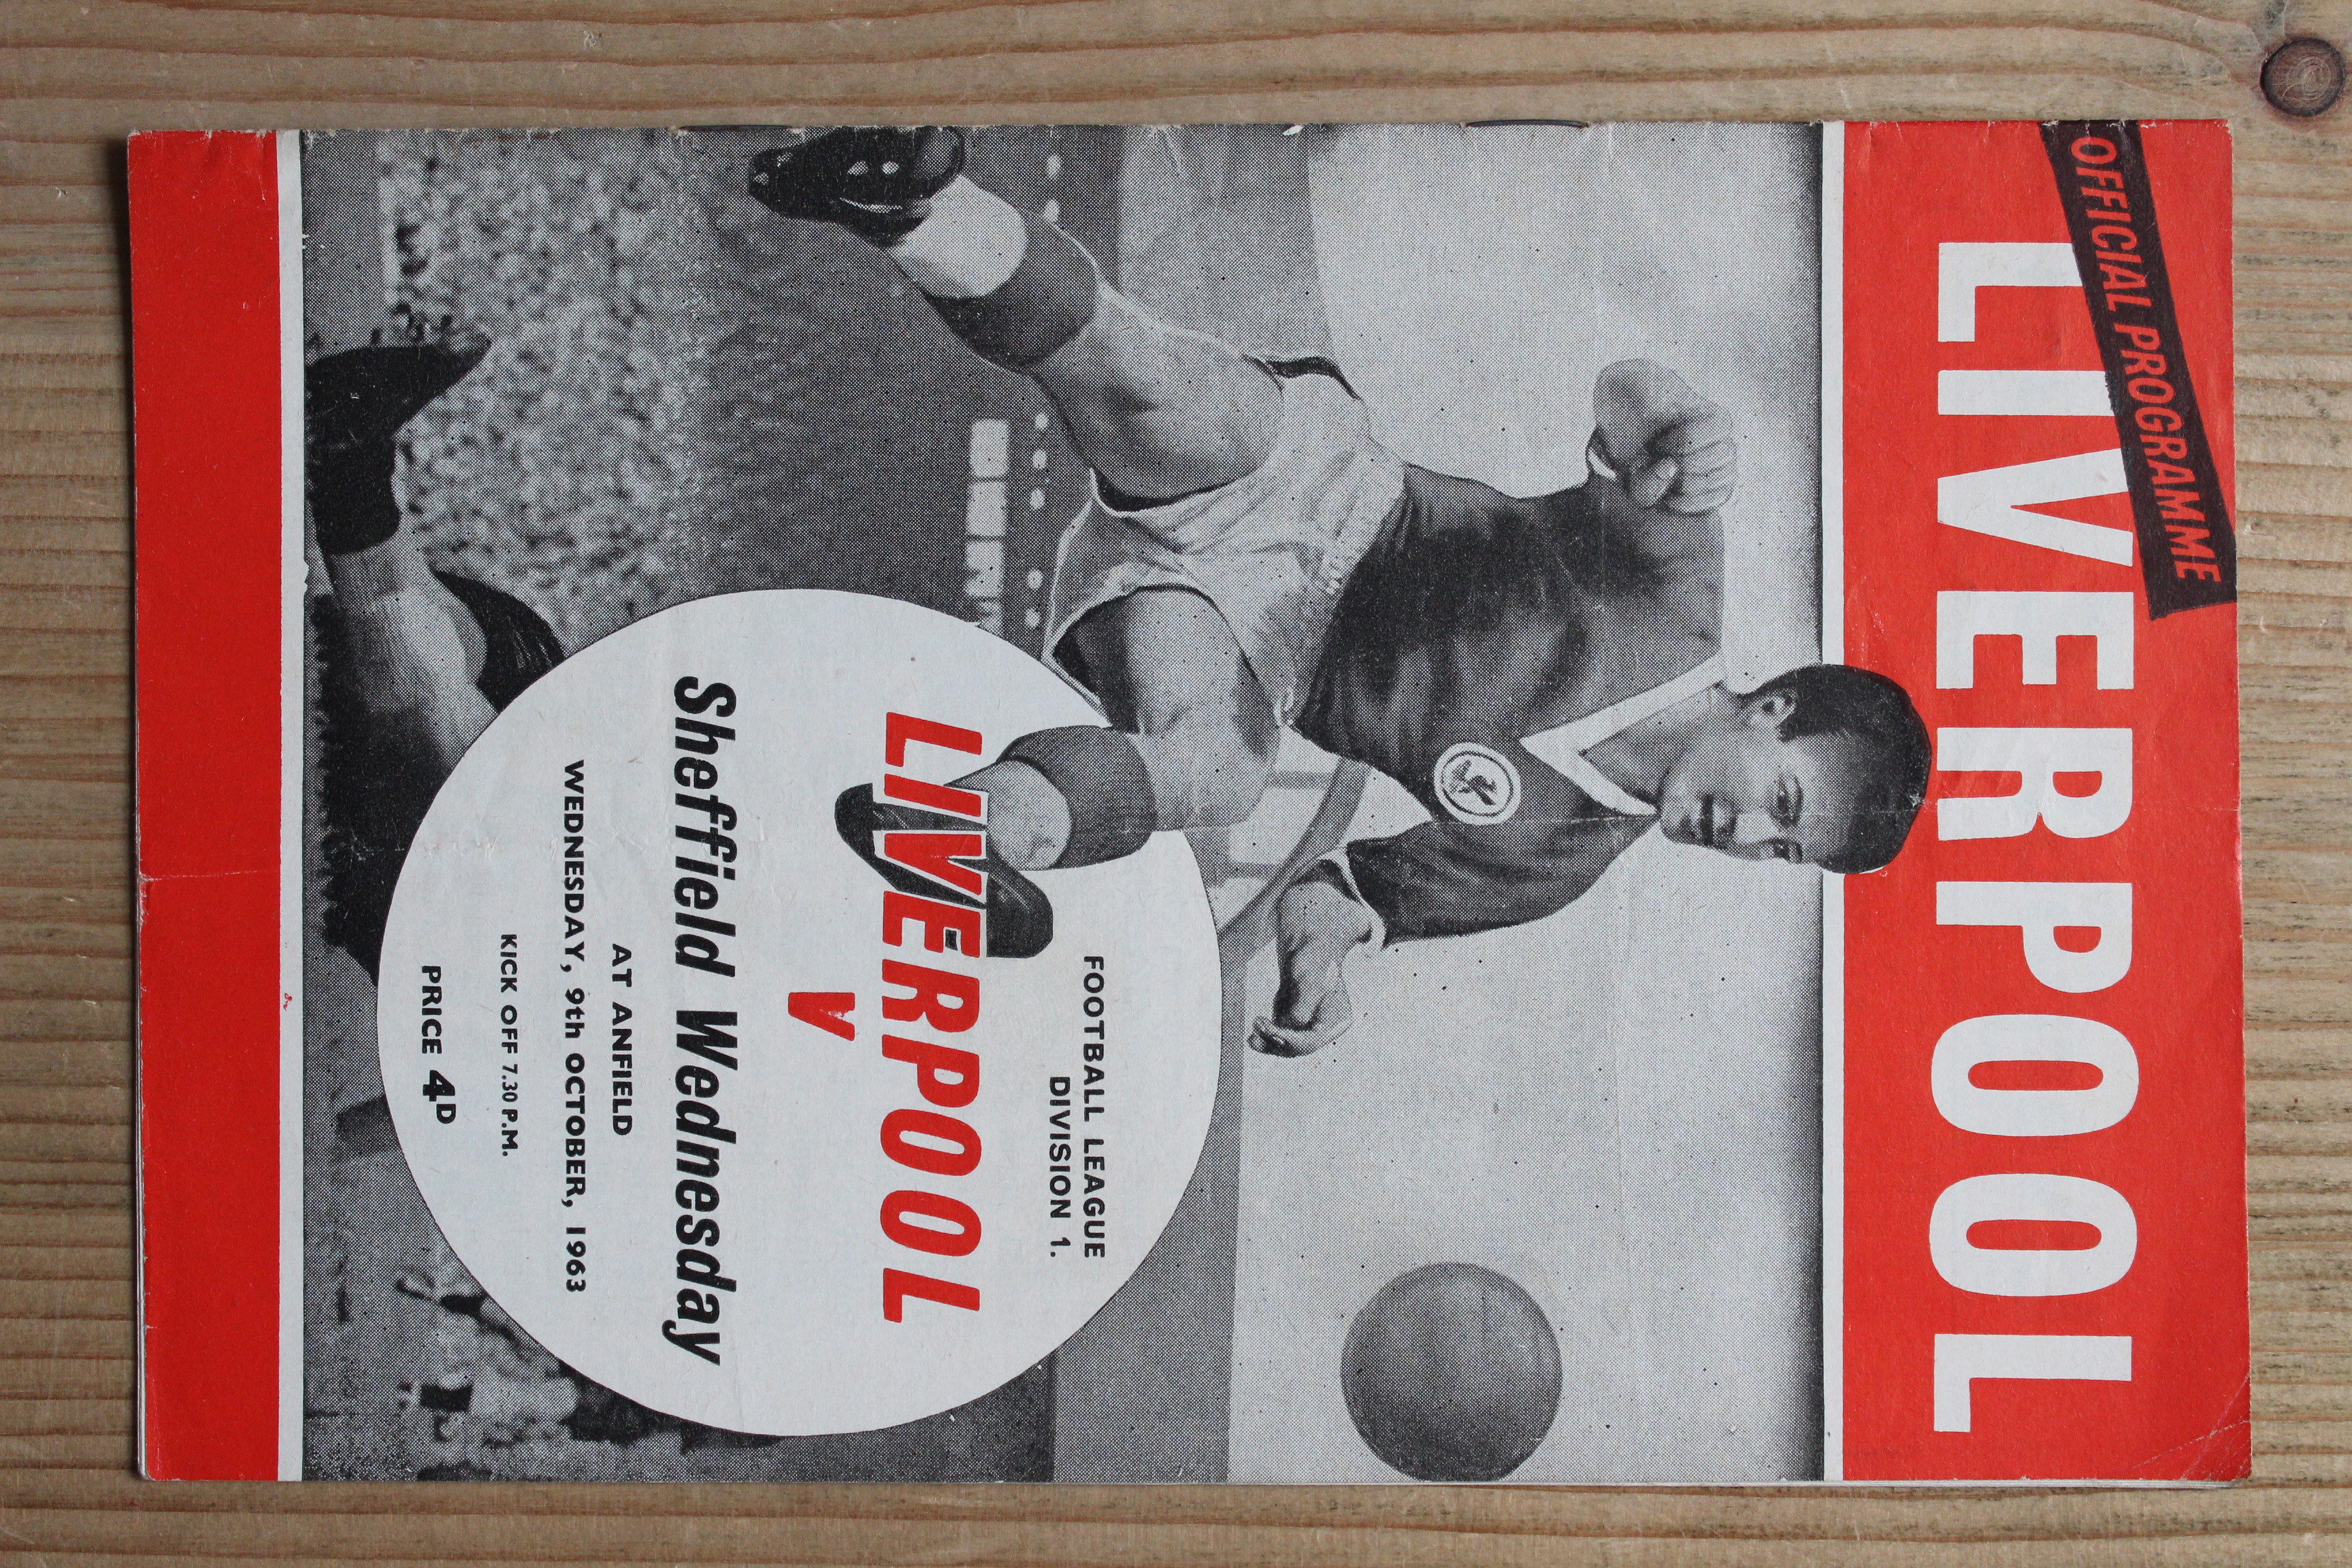 OFFICIAL PROGRAMME
LIVERPOOL
FOOTBALL LEAGUE
DIVISION 1.
LIVERPOOL
V
Sheffield Wednesday
AT ANFIELD
WEDNESDAY, 9th OCTOBER, 1963
KICK OFF 7.30 P.M.
PRICE 4D